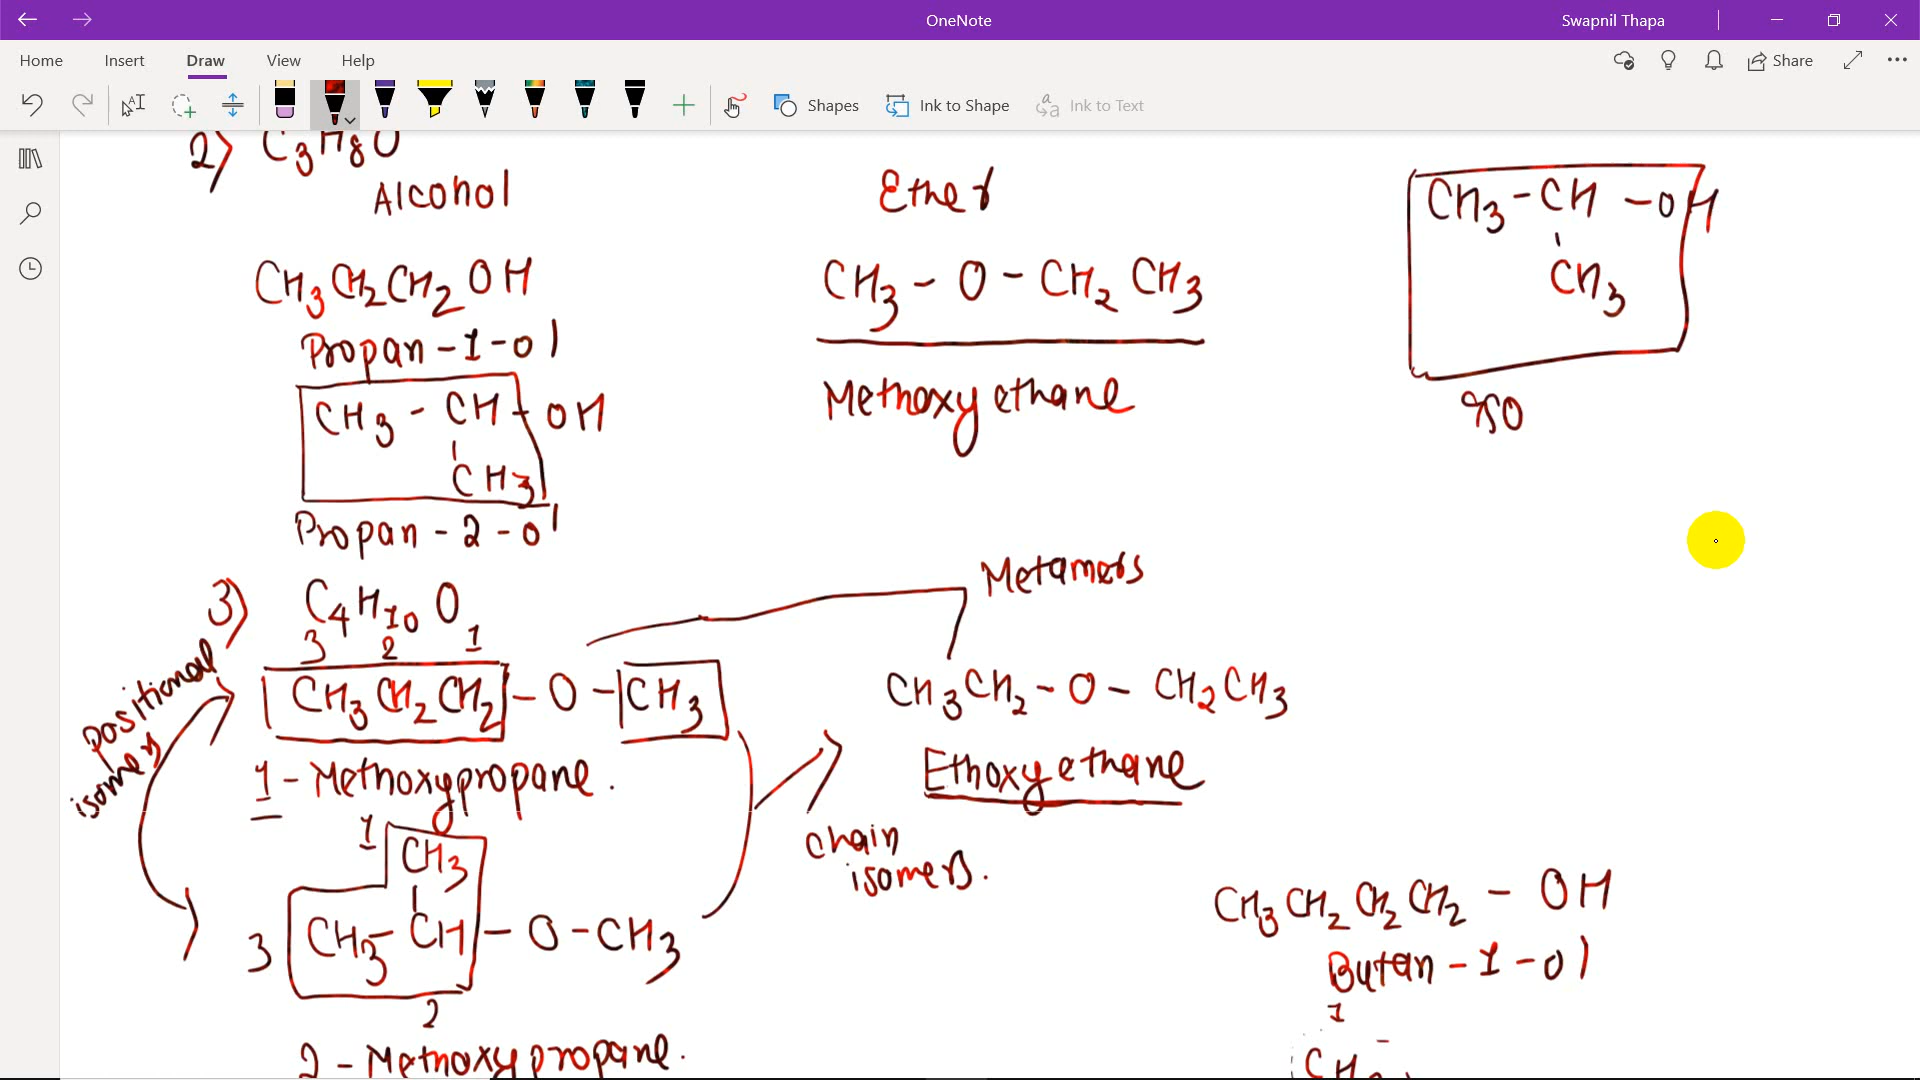 OneNote
Swapnil Thapa
Home Insert Draw View Help
Share
Shapes Ink to Shape Ink to Text
2) C3H8O
Alcohol
CH3CH2CH2OH
Propan-1-ol
CH3 - CH - OH
CH3
Propan-2-ol
Ether
CH3 - O - CH2 CH3
Methoxy ethane
CH3 - CH - OH
CH3
3) C4H10O
3 2 1
CH3CH2CH2 - O - CH3
1-Methoxypropane.
positional
isomers
Metamers
CH3CH2 - O - CH2CH3
Ethoxyethane
chain
isomers.
1
CH3
3 CH3 - CH - O - CH3
2
2-Methoxypropane.
CH3CH2CH2CH2 - OH
Butan-1-ol
1